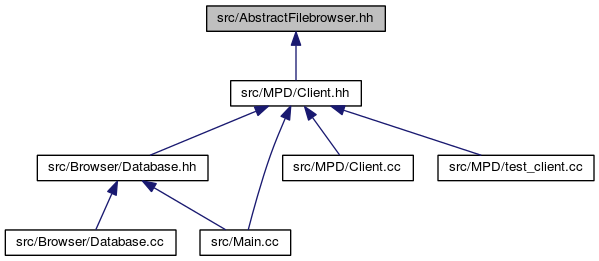 src/AbstractFilebrowser.hh
src/MPD/Client.hh
src/Browser/Database.hh
src/MPD/Client.cc
src/MPD/test_client.cc
src/Browser/Database.cc
src/Main.cc